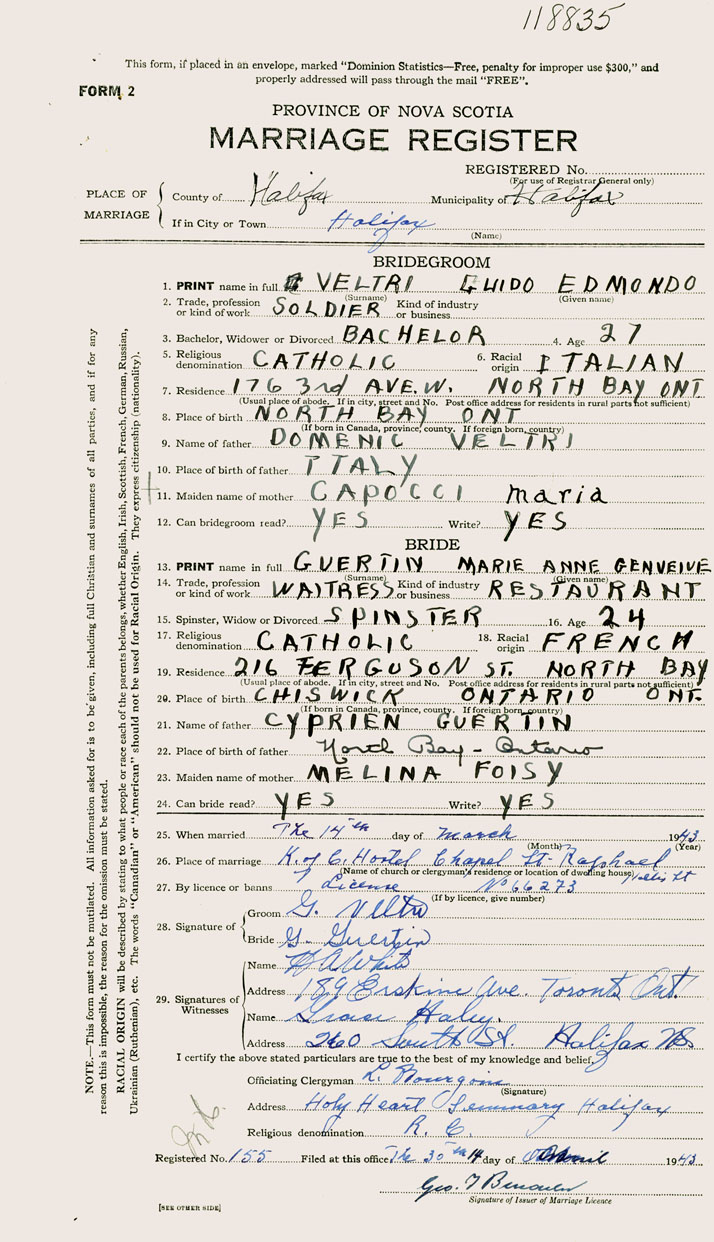 118835
This form, if placed in an envelope, marked “Dominion Statistics—Free, penalty for improper use $300,” and
properly addressed will pass through the mail “FREE”.
FORM 2
PROVINCE OF NOVA SCOTIA
MARRIAGE REGISTER
REGISTERED No.
(For use of Registrar General only)
PLACE OF MARRIAGE
County of Halifax Municipality of Halifax
If in City or Town Halifax
(Name)
BRIDEGROOM
1. PRINT name in full VELTRI GUIDO EDMONDO
(Surname) (Given name)
2. Trade, profession or kind of work SOLDIER Kind of industry or business
3. Bachelor, Widower or Divorced BACHELOR 4. Age 27
5. Religious denomination CATHOLIC 6. Racial origin ITALIAN
7. Residence 176 3rd AVE.W. NORTH BAY ONT
(Usual place of abode. If in city, street and No. Post office address for residents in rural parts not sufficient)
8. Place of birth NORTH BAY ONT
(If born in Canada, province, county. If foreign born, country)
9. Name of father DOMENIC VELTRI
10. Place of birth of father ITALY
11. Maiden name of mother CAPOCCI maria
12. Can bridegroom read? YES Write? YES
BRIDE
13. PRINT name in full GUERTIN MARIE ANNE GENVEIVE
(Surname) (Given name)
14. Trade, profession or kind of work WAITRESS Kind of industry or business RESTAURANT
15. Spinster, Widow or Divorced SPINSTER 16. Age 24
17. Religious denomination CATHOLIC 18. Racial origin FRENCH
19. Residence 216 FERGUSON ST. NORTH BAY
(Usual place of abode. If in city, street and No. Post office address for residents in rural parts not sufficient)
20. Place of birth CHISWICK ONTARIO ONT.
(If born in Canada, province, county. If foreign born, country)
21. Name of father CYPRIEN GUERTIN
22. Place of birth of father North Bay - Ontario
23. Maiden name of mother MELINA FOISY
24. Can bride read? YES Write? YES
25. When married The 14th day of March 1943
(Month) (Year)
26. Place of marriage K. of C. Hostel Chapel St. Raphael
(Name of church or clergyman's residence or location of dwelling house) Hollis St
27. By licence or banns License No 66273
(If by licence, give number)
28. Signature of
Groom G. Veltri
Bride G. Guertin
29. Signatures of Witnesses
Name White
Address 189 Erskine Ave. Toronto Ont.
Name Haley
Address 260 South St. Halifax N.S.
I certify the above stated particulars are true to the best of my knowledge and belief,
Officiating Clergyman L. Bourgoin
(Signature)
Address Holy Heart Seminary Halifax
Religious denomination R. C.
Registered No. 155 Filed at this office the 30th day of 1943
Geo. T
Signature of Issuer of Marriage Licence
[SEE OTHER SIDE]
NOTE.—This form must not be mutilated. All information asked for is to be given, including full Christian and surnames of all parties, and if for any
reason this is impossible, the reason for the omission must be stated.
RACIAL ORIGIN will be described by stating to what people or race each of the parents belongs, whether English, Irish, Scottish, French, German, Russian,
Ukrainian (Ruthenian), etc. The words “Canadian” or “American” should not be used for Racial Origin. They express citizenship (nationality).